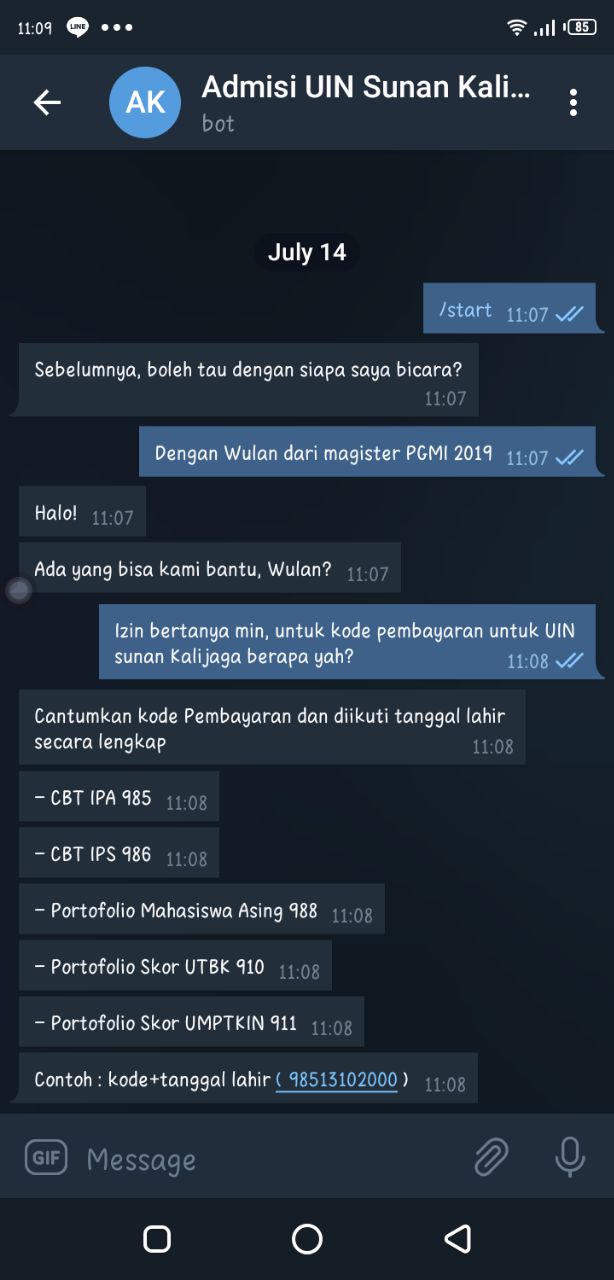 11:09 LINE 85
AK Admisi UIN Sunan Kali...
bot
July 14
/start 11:07
Sebelumnya, boleh tau dengan siapa saya bicara?
11:07
Dengan Wulan dari magister PGMI 2019 11:07
Halo! 11:07
Ada yang bisa kami bantu, Wulan? 11:07
Izin bertanya min, untuk kode pembayaran untuk UIN
sunan Kalijaga berapa yah? 11:08
Cantumkan kode Pembayaran dan diikuti tanggal lahir
secara lengkap 11:08
- CBT IPA 985 11:08
- CBT IPS 986 11:08
- Portofolio Mahasiswa Asing 988 11:08
- Portofolio Skor UTBK 910 11:08
- Portofolio Skor UMPTKIN 911 11:08
Contoh : kode+tanggal lahir ( 98513102000 ) 11:08
GIF Message